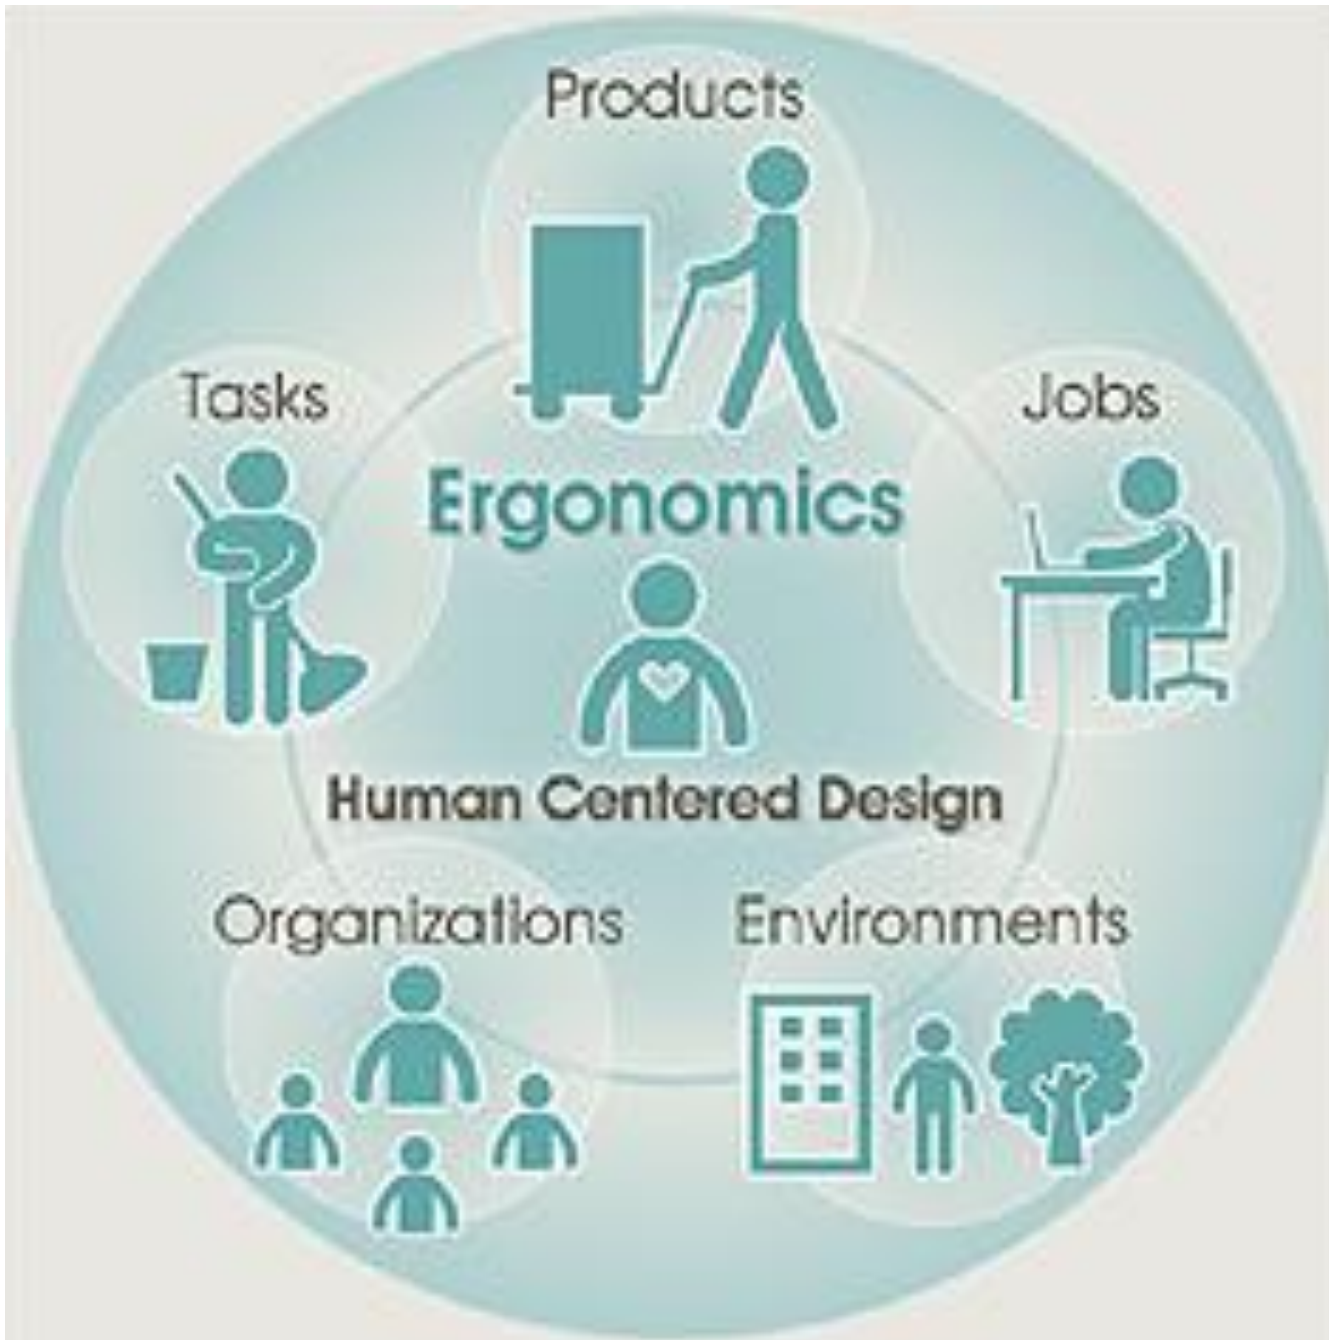 Products
Tasks
Jobs
Ergonomics
Human Centered Design
Organizations
Environments